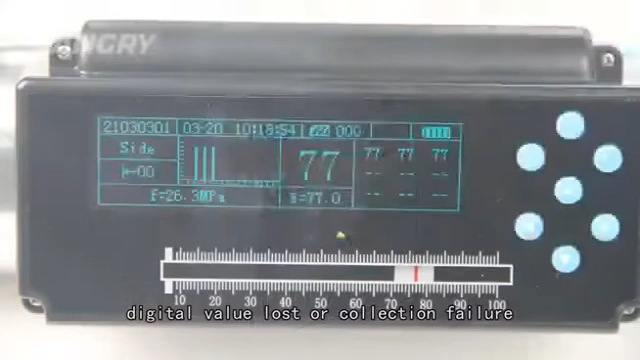 21030301 03-20 10:18:54 000
Side
77
77 77 77
-- -- --
-- -- --
f=26.3MPa
10 20 30 40 50 60 70 80 90 100
digital value lost or collection failure